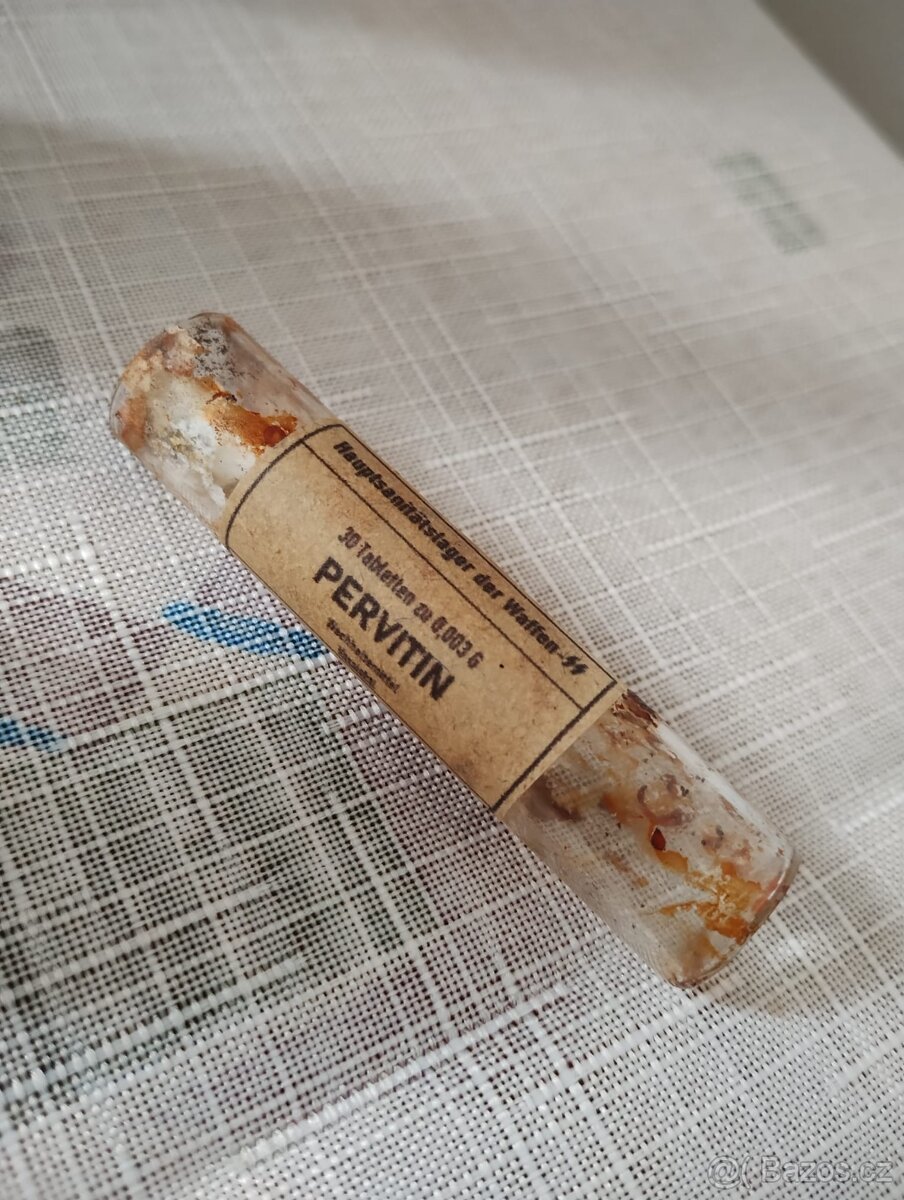 Hauptsanitätslager der Waffen-SS
30 Tabletten zu 0,003 G
PERVITIN
@( Bazos.cz